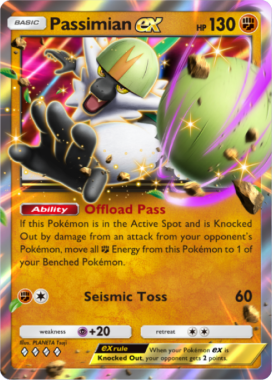 BASIC Passimian ex HP 130
Ability Offload Pass
If this Pokémon is in the Active Spot and is Knocked
Out by damage from an attack from your opponent's
Pokémon, move all Energy from this Pokémon to 1 of
your Benched Pokémon.
Seismic Toss 60
weakness +20 retreat
Illus. PLANETA Tsuji
ex rule When your Pokémon ex is
Knocked Out, your opponent gets 2 points.